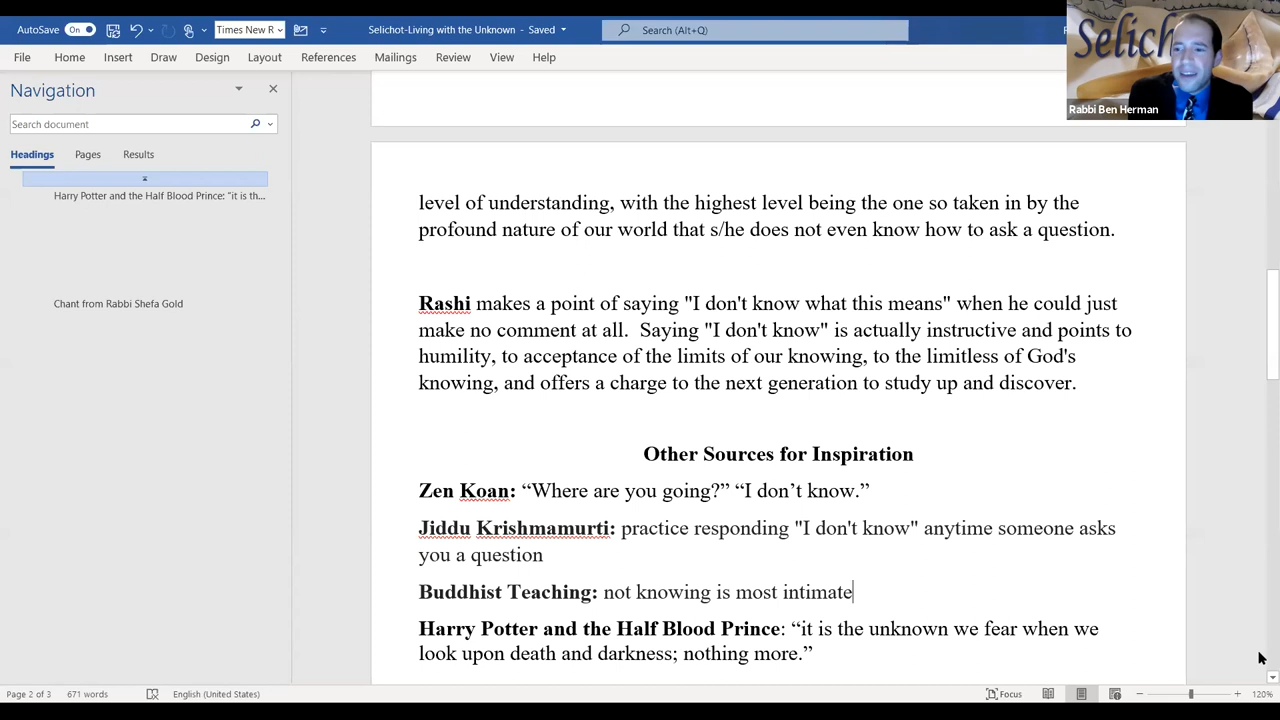 AutoSave On Times New R Selichot-Living with the Unknown - Saved Search (Alt+Q)
File Home Insert Draw Design Layout References Mailings Review View Help
Selich
Rabbi Ben Herman
Navigation
Search document
Headings Pages Results
Harry Potter and the Half Blood Prince: "it is th...
Chant from Rabbi Shefa Gold
level of understanding, with the highest level being the one so taken in by the
profound nature of our world that s/he does not even know how to ask a question.
Rashi makes a point of saying "I don't know what this means" when he could just
make no comment at all. Saying "I don't know" is actually instructive and points to
humility, to acceptance of the limits of our knowing, to the limitless of God's
knowing, and offers a charge to the next generation to study up and discover.
Other Sources for Inspiration
Zen Koan: “Where are you going?” “I don’t know.”
Jiddu Krishmamurti: practice responding "I don't know" anytime someone asks
you a question
Buddhist Teaching: not knowing is most intimate
Harry Potter and the Half Blood Prince: “it is the unknown we fear when we
look upon death and darkness; nothing more.”
Page 2 of 3 671 words English (United States) Focus 120%